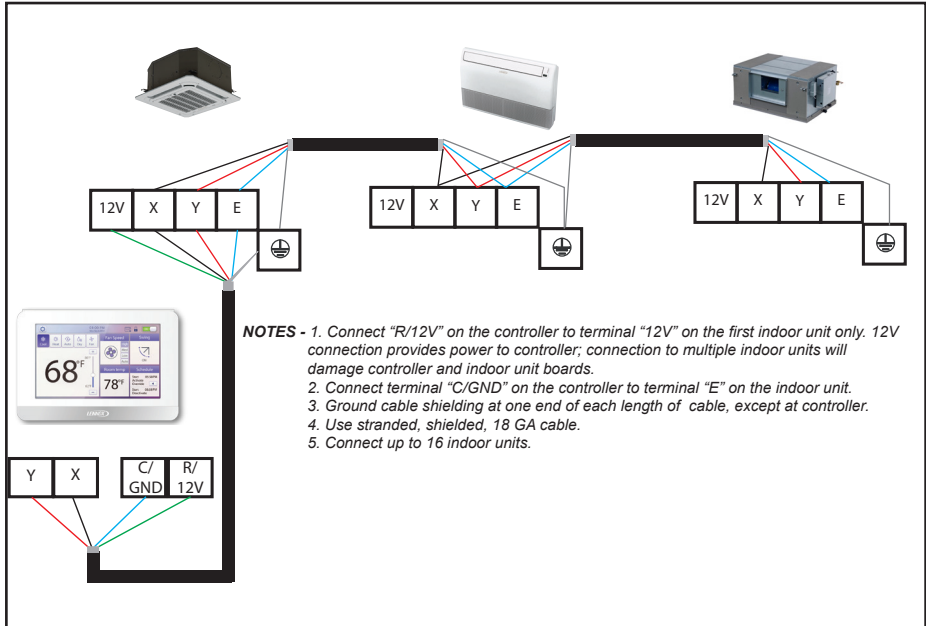 12V X Y E
12V X Y E
12V X Y E
68°F
78°F
LENNOX
NOTES - 1. Connect “R/12V” on the controller to terminal “12V” on the first indoor unit only. 12V
connection provides power to controller; connection to multiple indoor units will
damage controller and indoor unit boards.
2. Connect terminal “C/GND” on the controller to terminal “E” on the indoor unit.
3. Ground cable shielding at one end of each length of cable, except at controller.
4. Use stranded, shielded, 18 GA cable.
5. Connect up to 16 indoor units.
Y X C/ R/
GND 12V